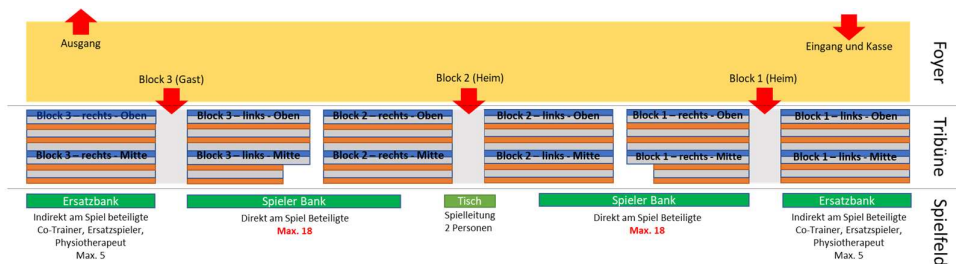 Ausgang
Eingang und Kasse
Foyer
Block 3 (Gast)
Block 2 (Heim)
Block 1 (Heim)
Block 3 – rechts - Oben
Block 3 – links - Oben
Block 2 – rechts - Oben
Block 2 – links - Oben
Block 1 – rechts - Oben
Block 1 – links - Oben
Tribüne
Block 3 – rechts - Mitte
Block 3 – links - Mitte
Block 2 – rechts - Mitte
Block 2 – links - Mitte
Block 1 – rechts - Mitte
Block 1 – links - Mitte
Ersatzbank
Indirekt am Spiel beteiligte
Co-Trainer, Ersatzspieler,
Physiotherapeut
Max. 5
Spieler Bank
Direkt am Spiel Beteiligte
Max. 18
Tisch
Spielleitung
2 Personen
Spieler Bank
Direkt am Spiel Beteiligte
Max. 18
Ersatzbank
Indirekt am Spiel beteiligte
Co-Trainer, Ersatzspieler,
Physiotherapeut
Max. 5
Spielfeld